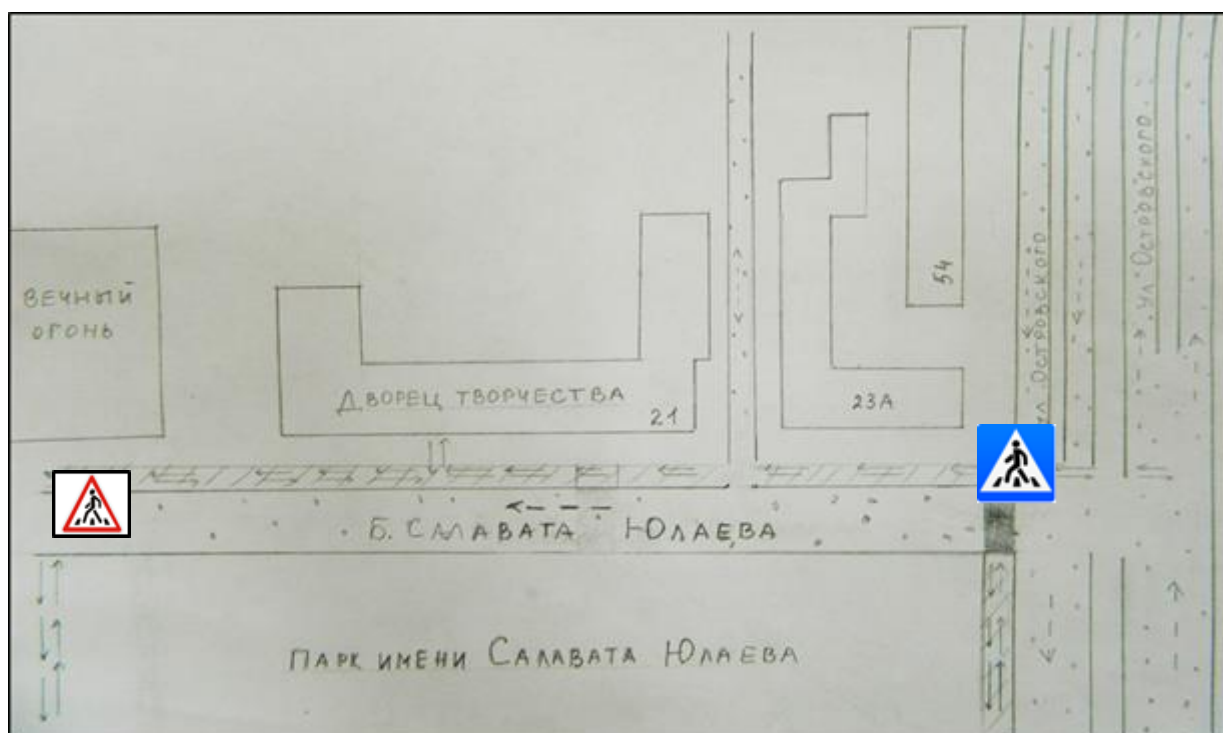 ВЕЧНЫЙ
ОГОНЬ
ДВОРЕЦ ТВОРЧЕСТВА
21
23А
54
УЛ ОСТРОВСКОГО
УЛ ОСТРОВСКОГО
Б. САЛАВАТА ЮЛАЕВА
ПАРК ИМЕНИ САЛАВАТА ЮЛАЕВА